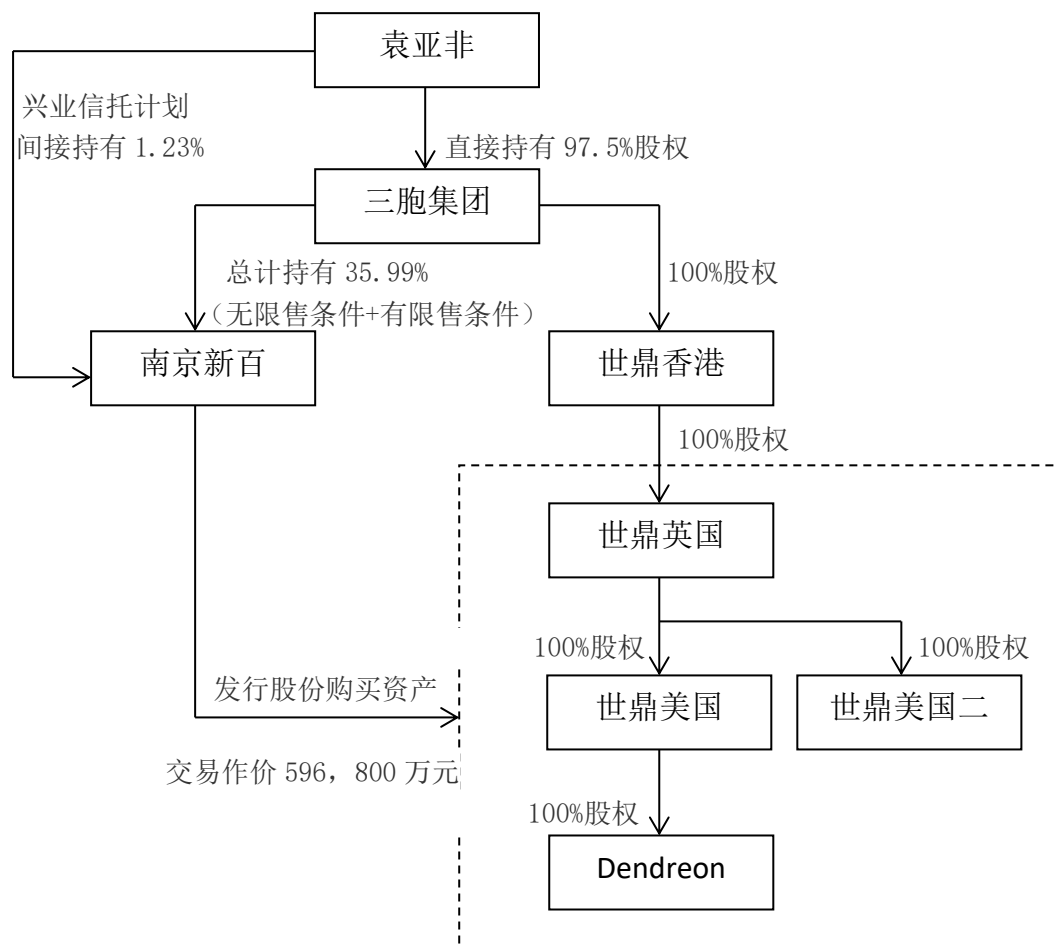 袁亚非
兴业信托计划
间接持有 1.23%
直接持有 97.5%股权
三胞集团
总计持有 35.99%
（无限售条件+有限售条件）
100%股权
南京新百
世鼎香港
100%股权
世鼎英国
100%股权
100%股权
发行股份购买资产
世鼎美国
世鼎美国二
交易作价 596，800 万元
100%股权
Dendreon